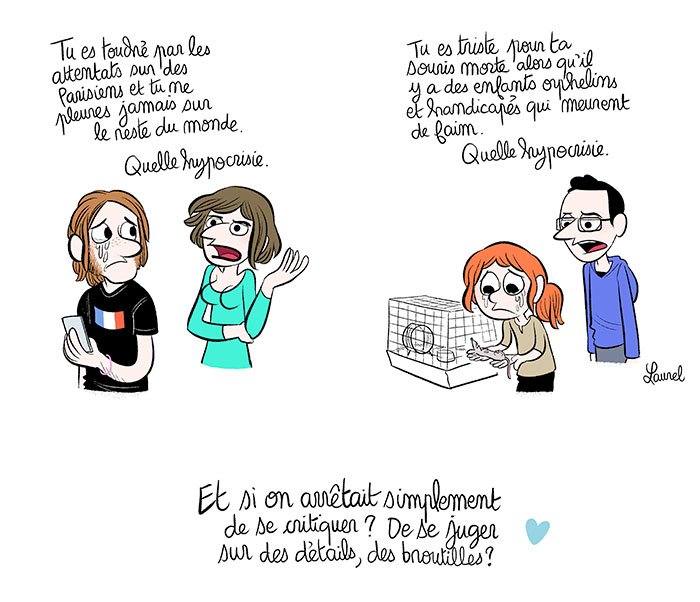 Tu es foudré par les
attentats sur des
Parisiens et tu ne
pleures jamais sur
le reste du monde.
Quelle hypocrisie.
Tu es triste pour ta
souris morte alors qu'il
y a des enfants orphelins
et handicapés qui meurent
de faim.
Quelle hypocrisie.
Laurel
Et si on arrêtait simplement
de se critiquer ? De se juger
sur des détails, des broutilles ?